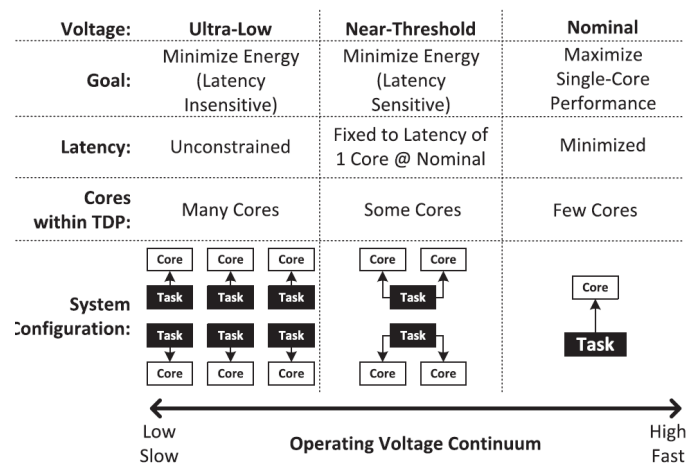 Voltage: Ultra-Low Near-Threshold Nominal
Goal: Minimize Energy (Latency Insensitive) Minimize Energy (Latency Sensitive) Maximize Single-Core Performance
Latency: Unconstrained Fixed to Latency of 1 Core @ Nominal Minimized
Cores within TDP: Many Cores Some Cores Few Cores
System Configuration:
Core Core Core Core Core
Task Task Task Task
Core
Task Task Task Task
Task
Core Core Core Core Core
Low Slow
Operating Voltage Continuum
High Fast